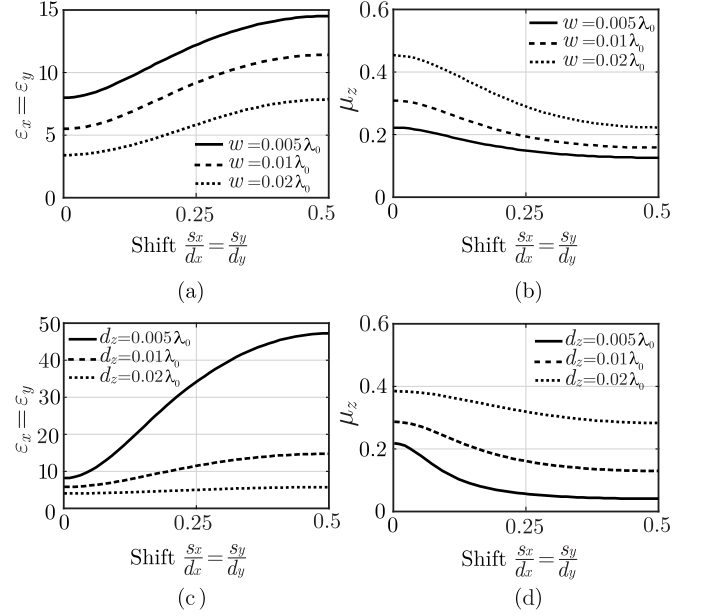 15
10
5
0
εx=εy
w=0.005λ0
w=0.01λ0
w=0.02λ0
0
0.25
0.5
Shift sx/dx=sy/dy
(a)
0.6
0.4
0.2
0
μz
w=0.005λ0
w=0.01λ0
w=0.02λ0
0
0.25
0.5
Shift sx/dx=sy/dy
(b)
50
40
30
20
10
0
εx=εy
dz=0.005λ0
dz=0.01λ0
dz=0.02λ0
0
0.25
0.5
Shift sx/dx=sy/dy
(c)
0.6
0.4
0.2
0
μz
dz=0.005λ0
dz=0.01λ0
dz=0.02λ0
0
0.25
0.5
Shift sx/dx=sy/dy
(d)